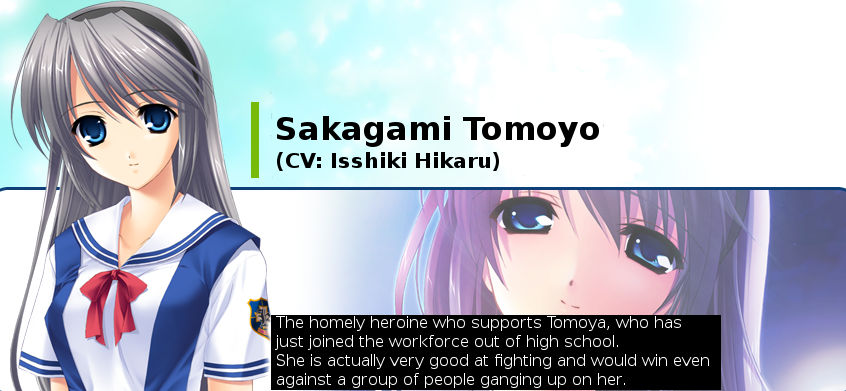 Sakagami Tomoyo
(CV: Isshiki Hikaru)
The homely heroine who supports Tomoya, who has
just joined the workforce out of high school.
She is actually very good at fighting and would win even
against a group of people ganging up on her.